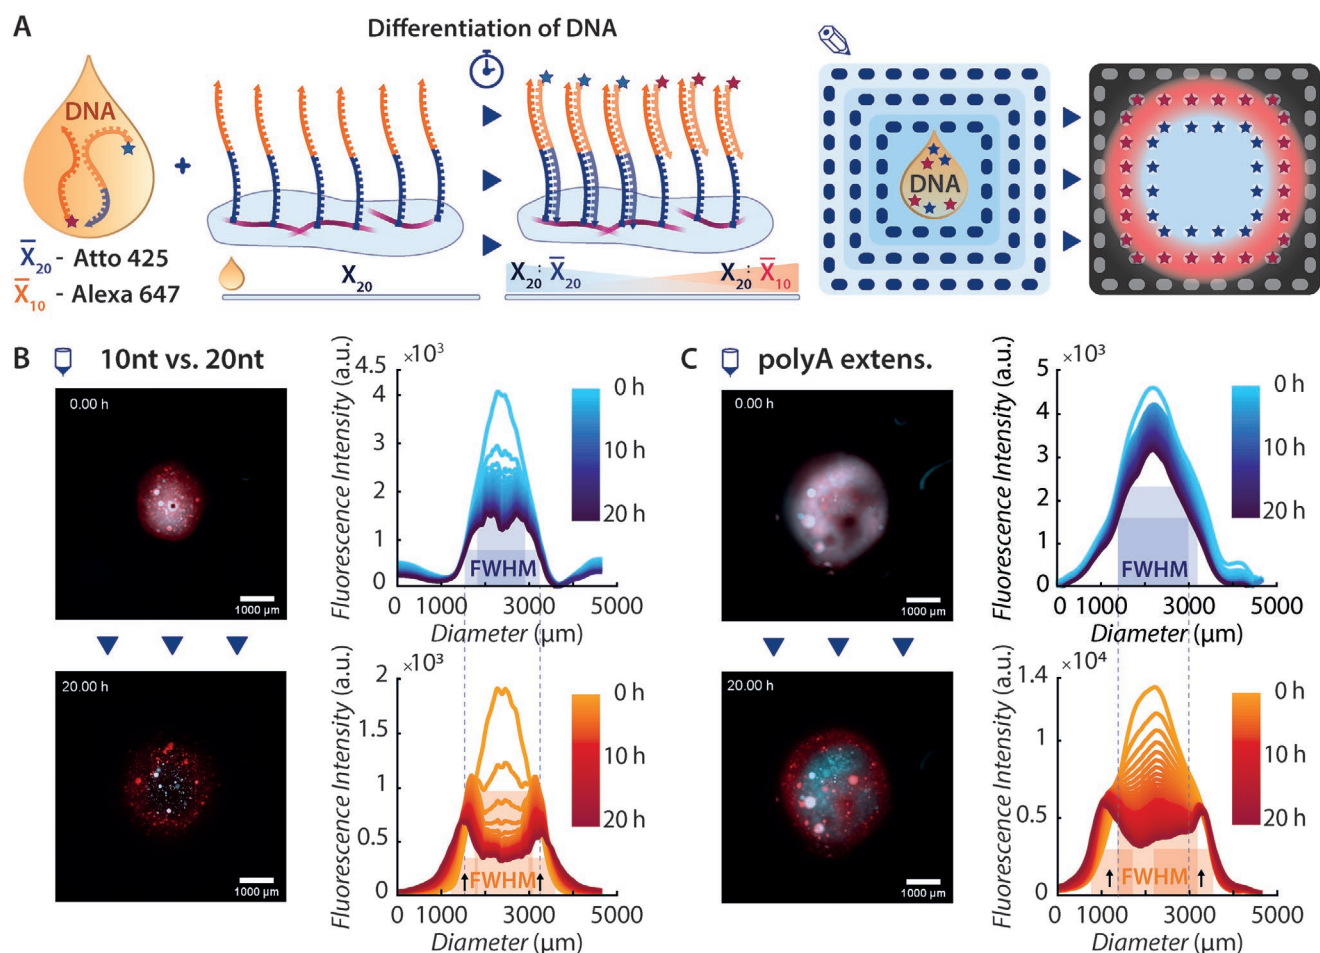 A
Differentiation of DNA
DNA
X̅20 - Atto 425
X̅10 - Alexa 647
X20
X20 : X̅20
X20 : X̅10
DNA
B
10nt vs. 20nt
0.00 h
1000 µm
20.00 h
1000 µm
×10³
Fluorescence Intensity (a.u.)
4.5
4
3
2
1
0
0 h
10 h
20 h
FWHM
0 1000 3000 5000
Diameter (µm)
×10³
Fluorescence Intensity (a.u.)
2
1.5
1
0.5
0
0 h
10 h
20 h
FWHM
0 1000 3000 5000
Diameter (µm)
C
polyA extens.
0.00 h
1000 µm
20.00 h
1000 µm
×10³
Fluorescence Intensity (a.u.)
5
4
3
2
1
0
0 h
10 h
20 h
FWHM
0 1000 3000 5000
Diameter (µm)
×10⁴
Fluorescence Intensity (a.u.)
1.4
1
0.5
0
0 h
10 h
20 h
FWHM
0 1000 3000 5000
Diameter (µm)